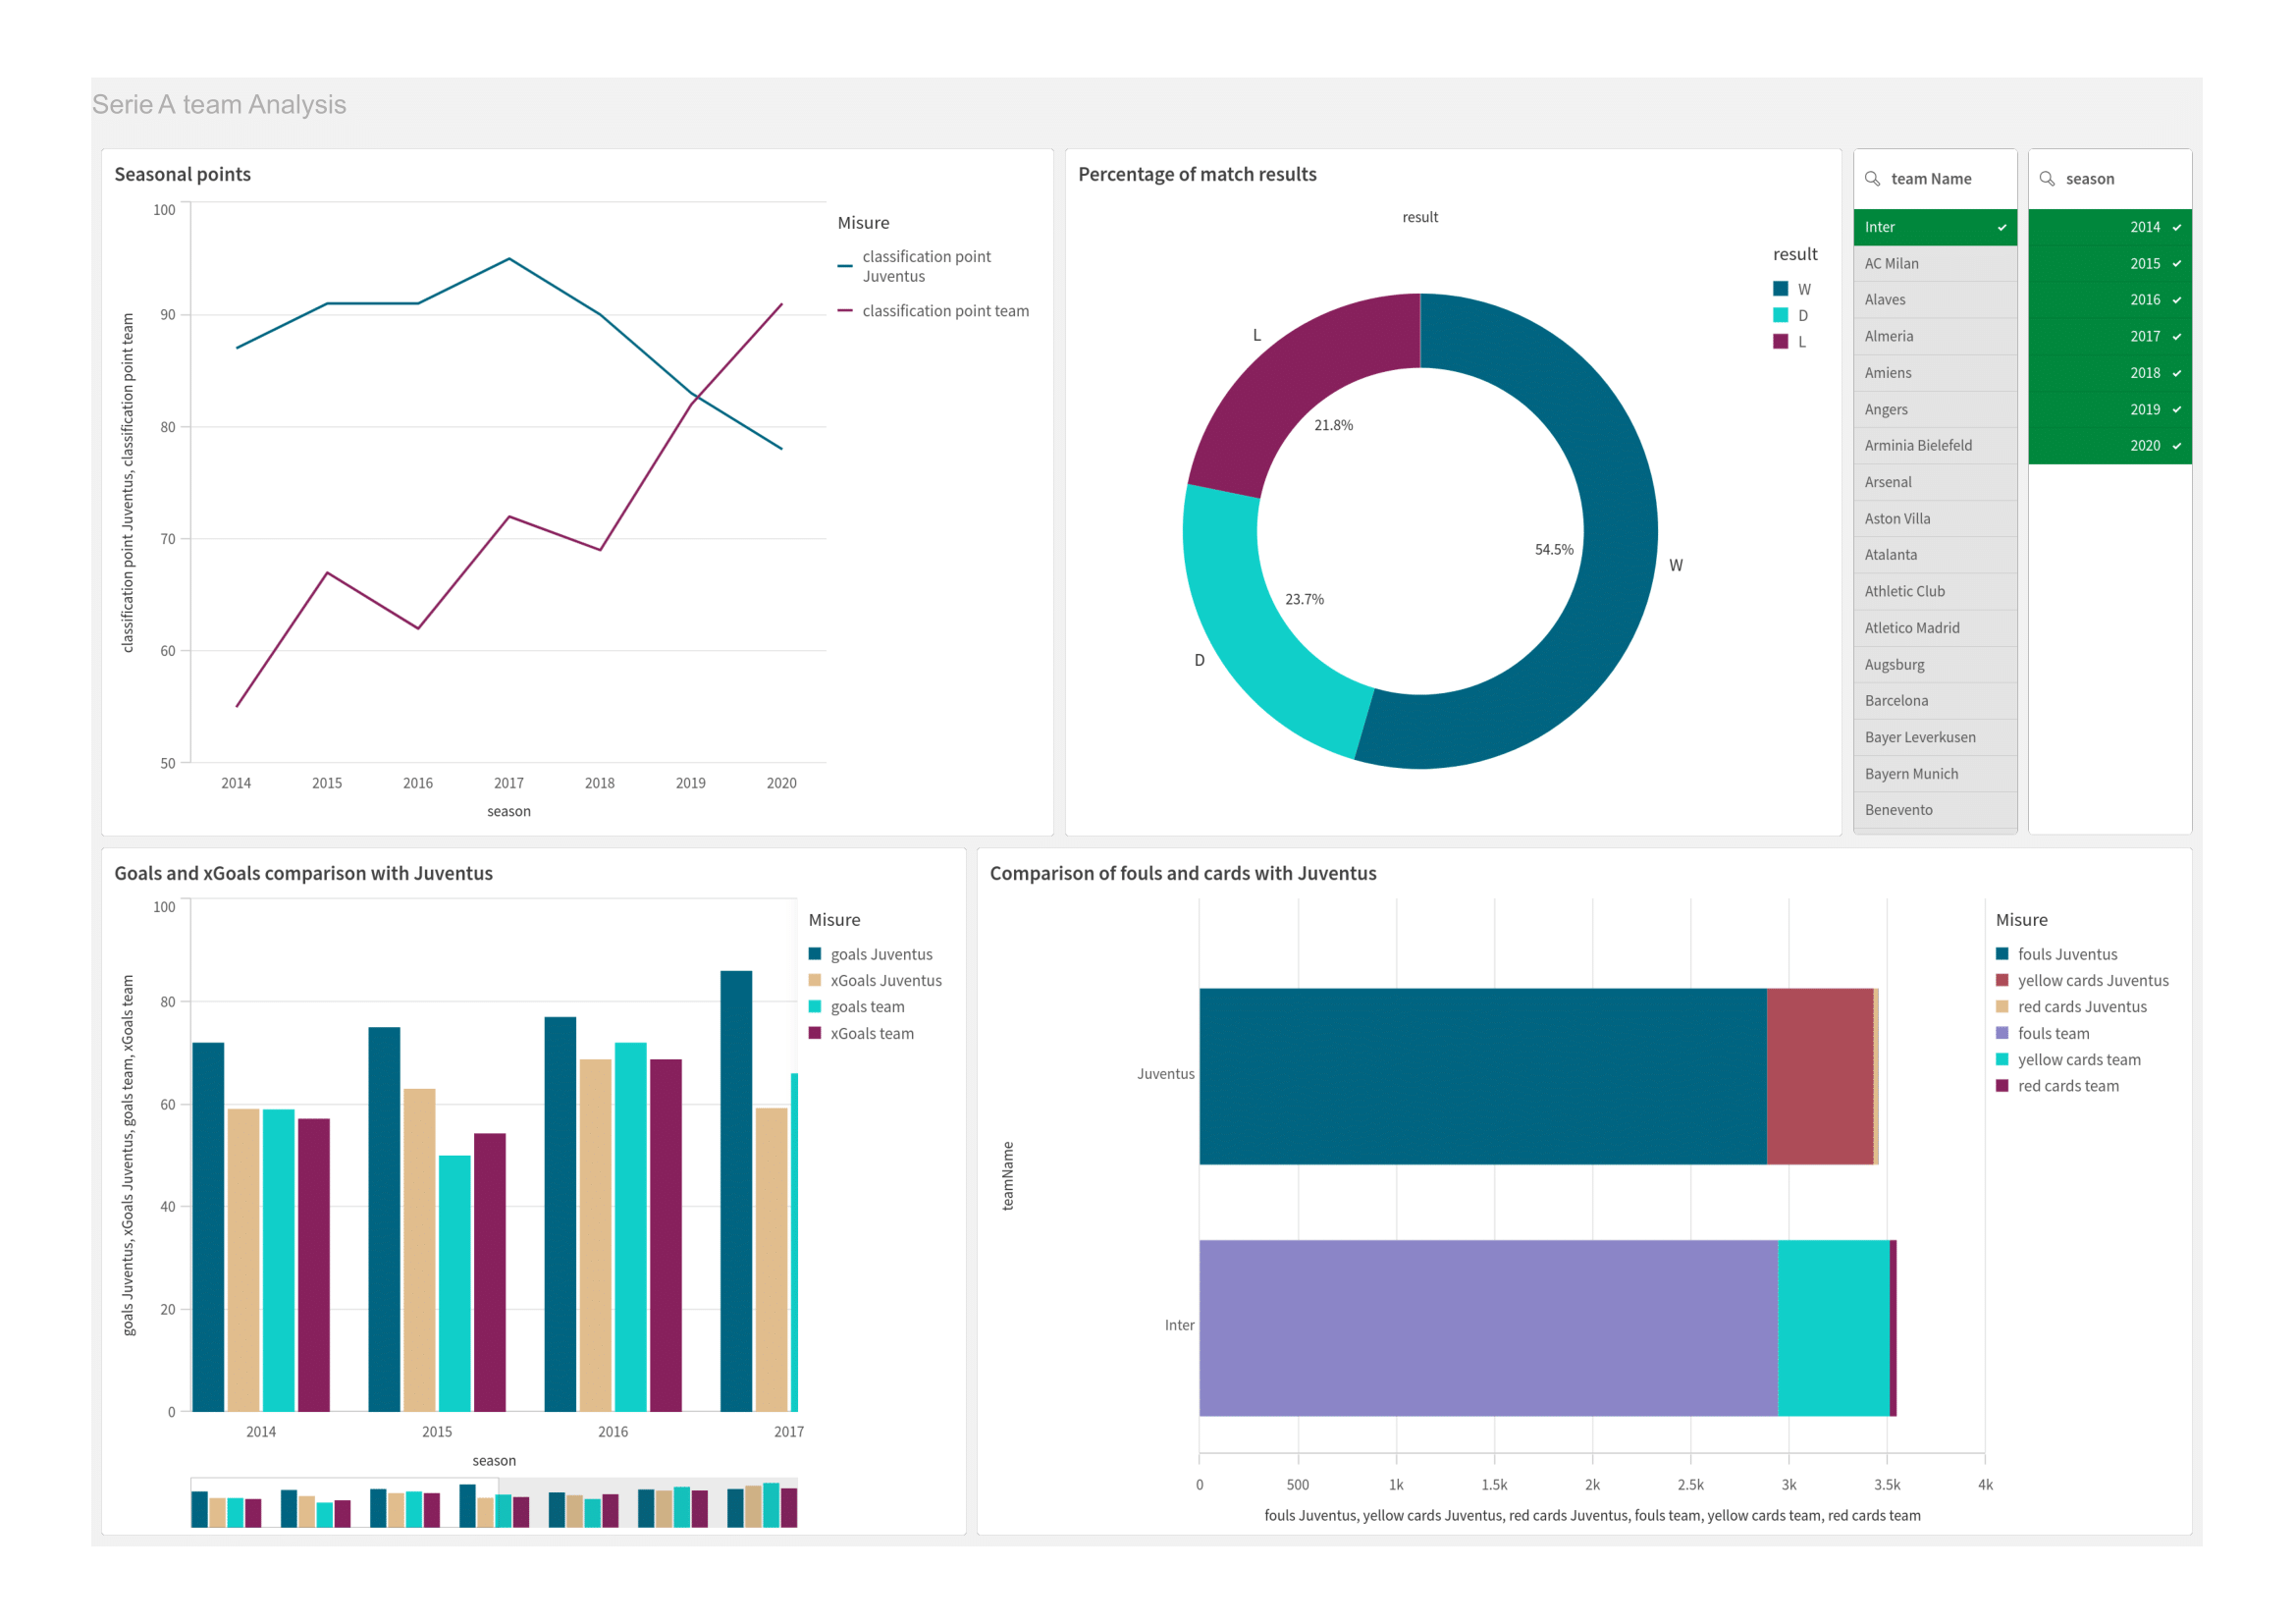 Serie A team Analysis
Seasonal points
classification point Juventus, classification point team
100
90
80
70
60
50
2014 2015 2016 2017 2018 2019 2020
season
Misure
classification point
Juventus
classification point team
Percentage of match results
result
L
21.8%
54.5%
W
23.7%
D
result
W
D
L
team Name
Inter
AC Milan
Alaves
Almeria
Amiens
Angers
Arminia Bielefeld
Arsenal
Aston Villa
Atalanta
Athletic Club
Atletico Madrid
Augsburg
Barcelona
Bayer Leverkusen
Bayern Munich
Benevento
season
2014
2015
2016
2017
2018
2019
2020
Goals and xGoals comparison with Juventus
goals Juventus, xGoals Juventus, goals team, xGoals team
100
80
60
40
20
0
2014 2015 2016 2017
season
Misure
goals Juventus
xGoals Juventus
goals team
xGoals team
Comparison of fouls and cards with Juventus
teamName
Juventus
Inter
0 500 1k 1.5k 2k 2.5k 3k 3.5k 4k
fouls Juventus, yellow cards Juventus, red cards Juventus, fouls team, yellow cards team, red cards team
Misure
fouls Juventus
yellow cards Juventus
red cards Juventus
fouls team
yellow cards team
red cards team